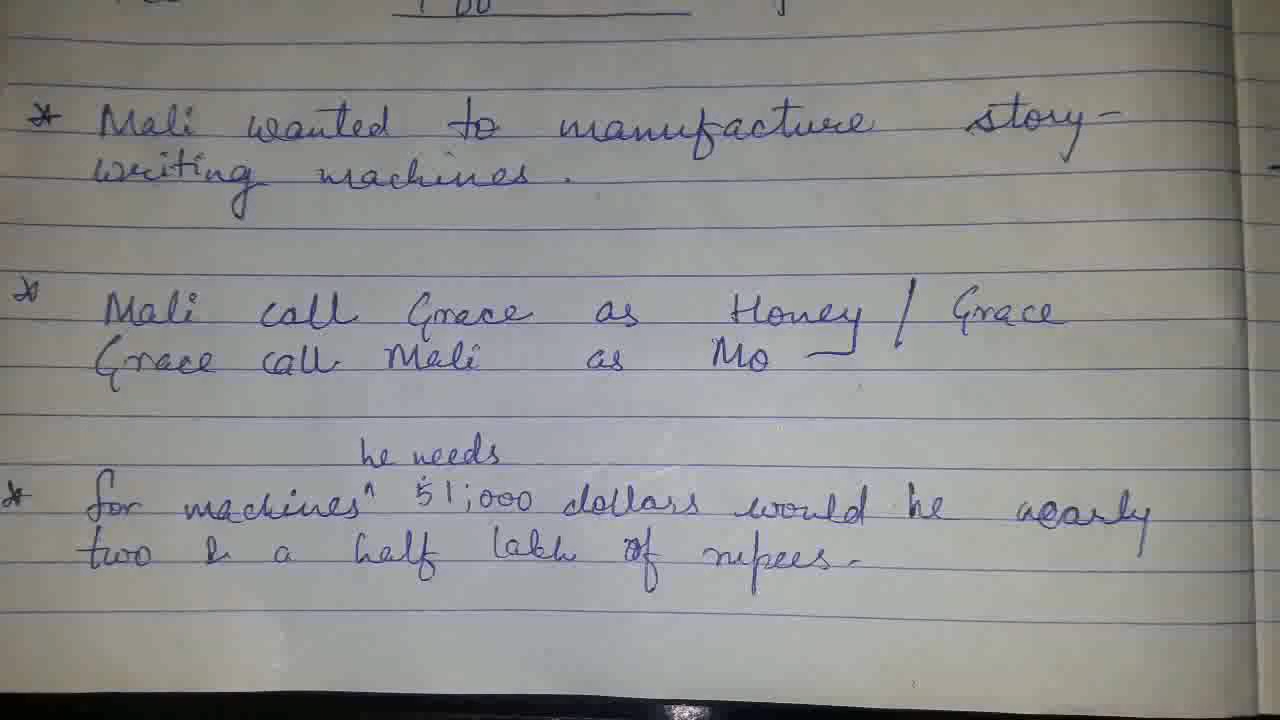 * Mali wanted to manufacture story-
writing machines.
* Mali call Grace as Honey / Grace
Grace call Mali as Mo
he needs
* for machines ^ 51,000 dollars would be nearly
two & a half lakh of rupees.